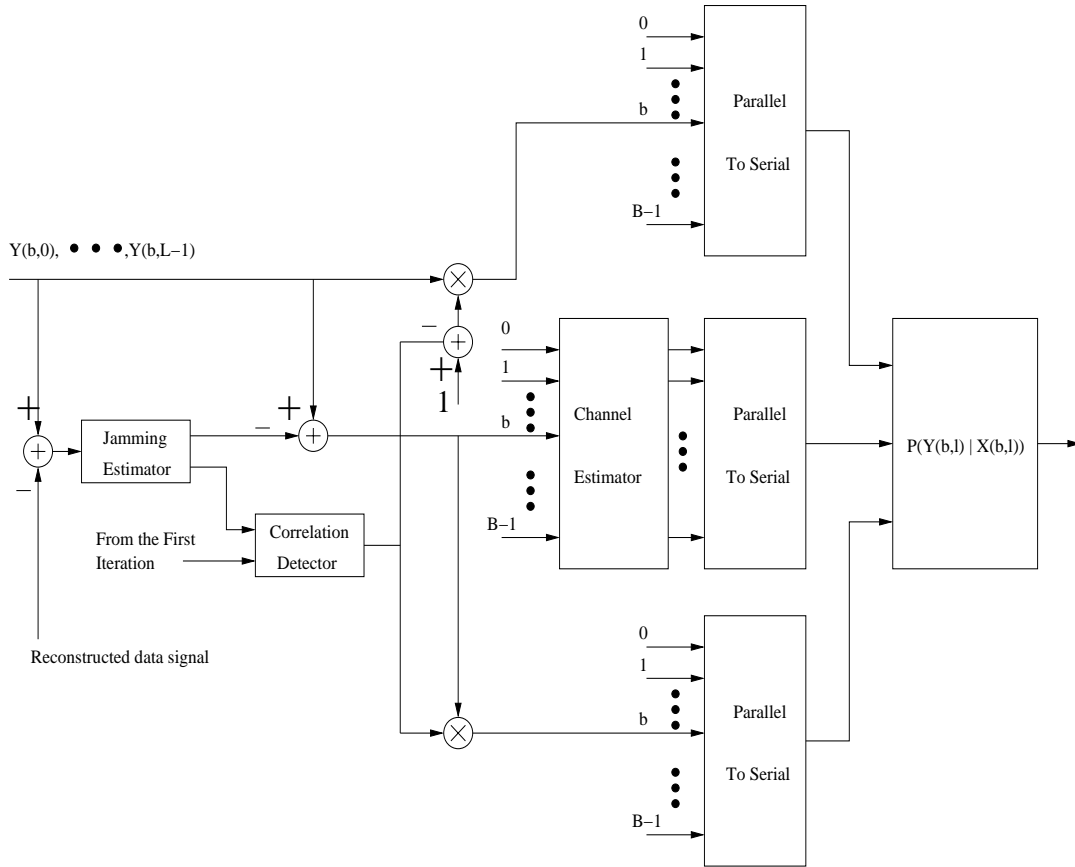 0
1
b
B−1
Parallel
To Serial
Y(b,0), • • •,Y(b,L−1)
×
−
+
+
1
0
1
b
B−1
Channel
Estimator
Parallel
To Serial
P(Y(b,l) | X(b,l))
+
+
−
Jamming
Estimator
−
+
+
From the First
Iteration
Correlation
Detector
Reconstructed data signal
×
0
1
b
B−1
Parallel
To Serial